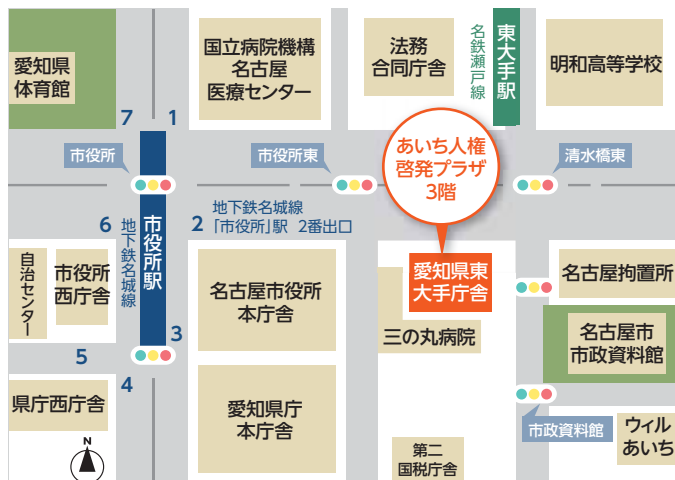 愛知県
体育館
国立病院機構
名古屋
医療センター
法務
合同庁舎
名鉄瀬戸線
東大手駅
明和高等学校
7
1
あいち人権
啓発プラザ
3階
市役所
市役所東
清水橋東
6
地下鉄名城線
市役所駅
2
地下鉄名城線
「市役所」駅 2番出口
自治センター
市役所
西庁舎
名古屋市役所
本庁舎
愛知県東
大手庁舎
名古屋拘置所
3
三の丸病院
名古屋市
市政資料館
5
4
県庁西庁舎
愛知県庁
本庁舎
市政資料館
ウィル
あいち
N
第二
国税庁舎